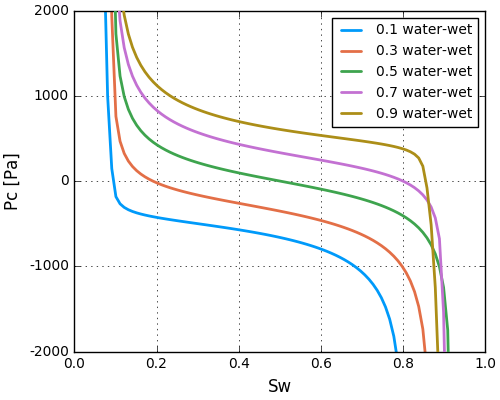 Pc [Pa]
2000
1000
0
-1000
-2000
0.0 0.2 0.4 0.6 0.8 1.0
Sw
0.1 water-wet
0.3 water-wet
0.5 water-wet
0.7 water-wet
0.9 water-wet